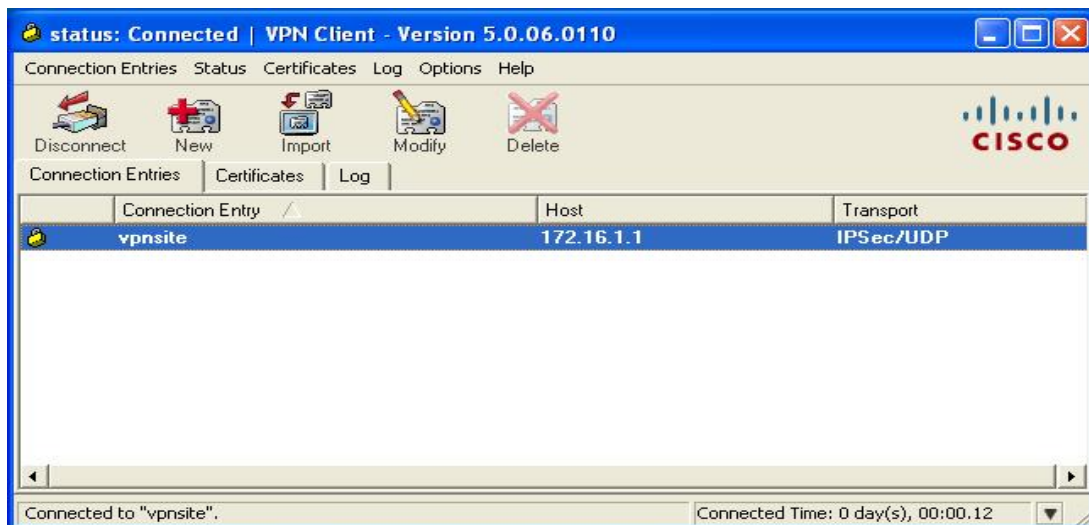 status: Connected | VPN Client - Version 5.0.06.0110
Connection Entries Status Certificates Log Options Help
Disconnect New Import Modify Delete
CISCO
Connection Entries Certificates Log
Connection Entry Host Transport
vpnsite 172.16.1.1 IPSec/UDP
Connected to "vpnsite". Connected Time: 0 day(s), 00:00.12